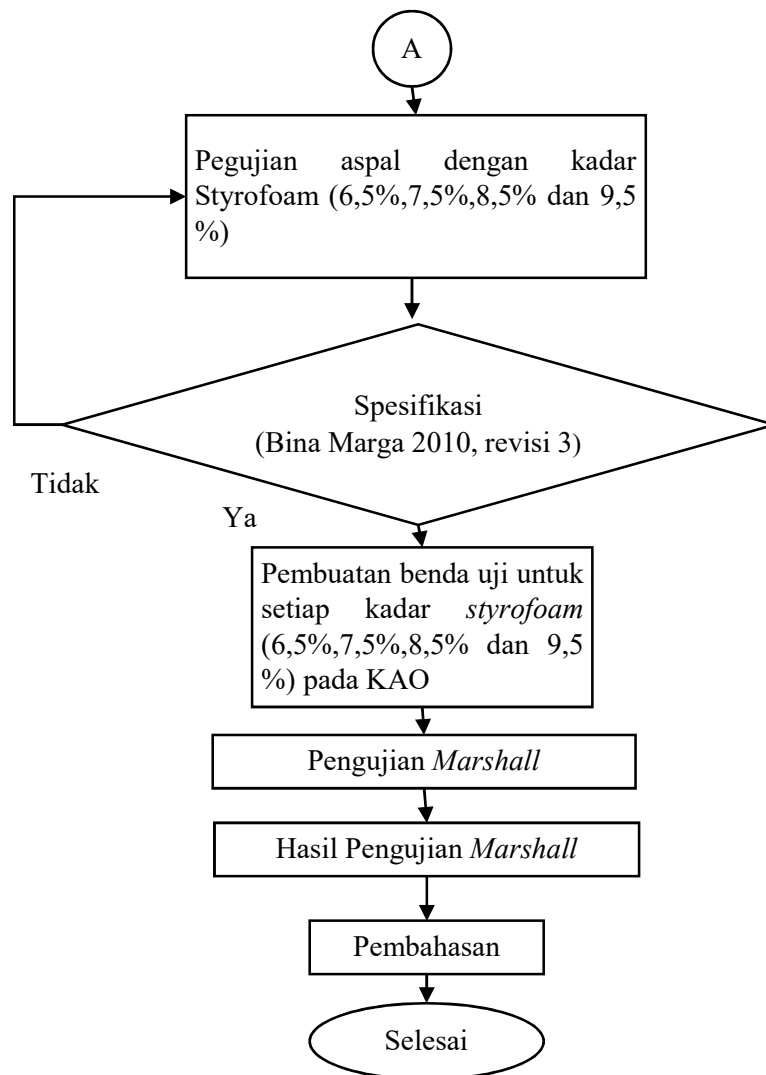 A
Pegujian aspal dengan kadar
Styrofoam (6,5%,7,5%,8,5% dan 9,5
%)
Spesifikasi
(Bina Marga 2010, revisi 3)
Tidak
Ya
Pembuatan benda uji untuk
setiap kadar styrofoam
(6,5%,7,5%,8,5% dan 9,5
%) pada KAO
Pengujian Marshall
Hasil Pengujian Marshall
Pembahasan
Selesai